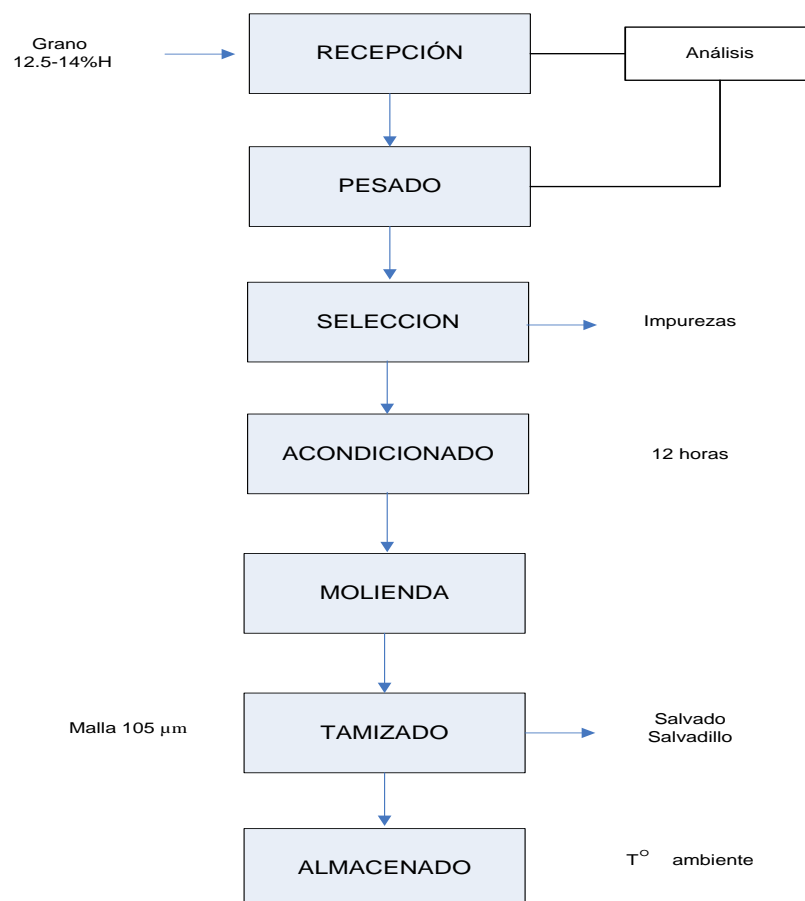 Grano
12.5-14%H
RECEPCIÓN
Análisis
PESADO
SELECCION
Impurezas
ACONDICIONADO
12 horas
MOLIENDA
Malla 105 µm
TAMIZADO
Salvado
Salvadillo
ALMACENADO
T° ambiente